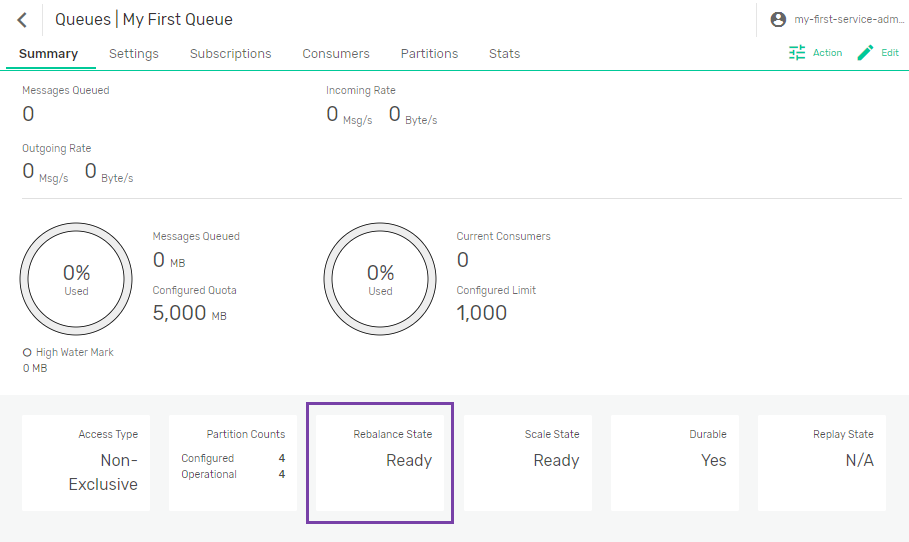 Queues | My First Queue
my-first-service-adm...
Summary
Settings
Subscriptions
Consumers
Partitions
Stats
Action
Edit
Messages Queued
0
Incoming Rate
0 Msg/s 0 Byte/s
Outgoing Rate
0 Msg/s 0 Byte/s
0%
Used
Messages Queued
0 MB
Configured Quota
5,000 MB
High Water Mark
0 MB
0%
Used
Current Consumers
0
Configured Limit
1,000
Access Type
Non-
Exclusive
Partition Counts
Configured 4
Operational 4
Rebalance State
Ready
Scale State
Ready
Durable
Yes
Replay State
N/A